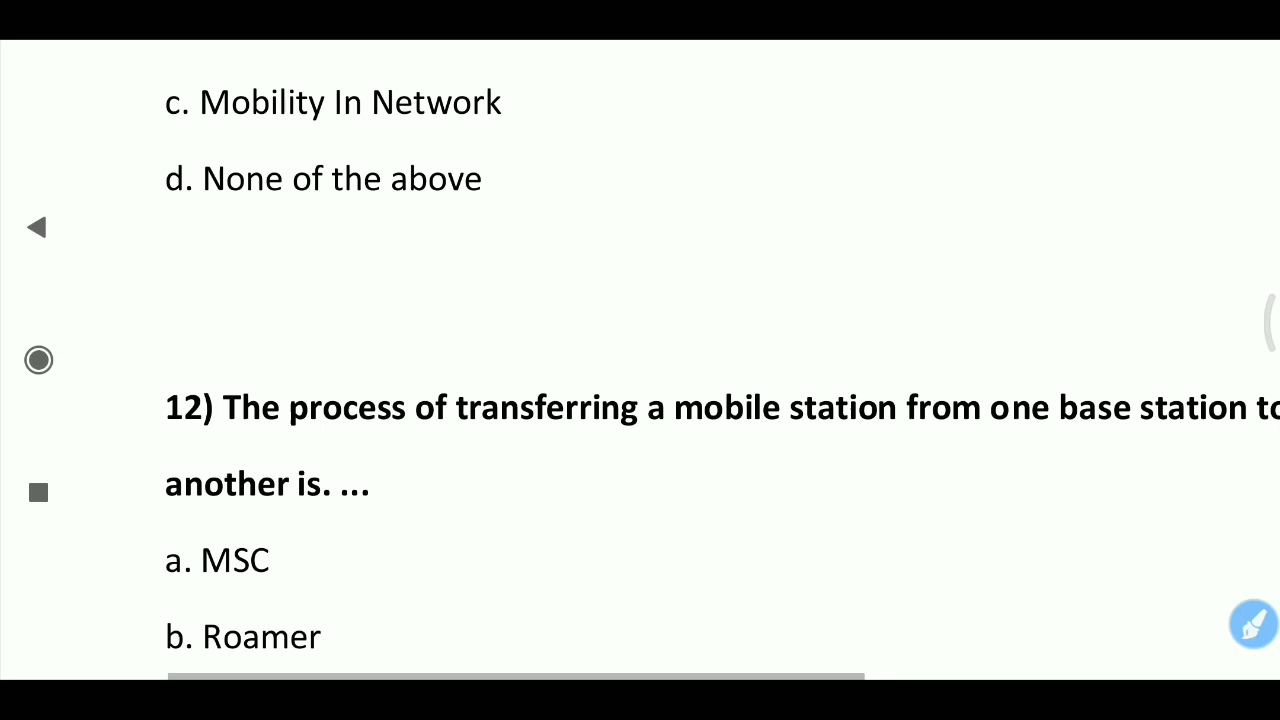 c. Mobility In Network
d. None of the above
12) The process of transferring a mobile station from one base station to
another is. ...
a. MSC
b. Roamer